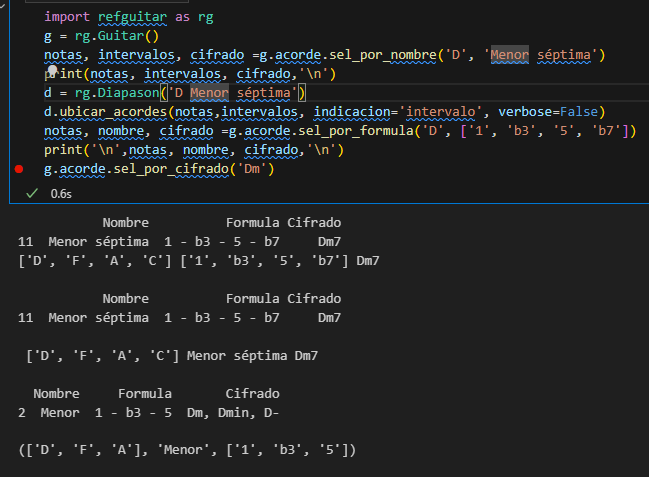 import refguitar as rg
g = rg.Guitar()
notas, intervalos, cifrado =g.acorde.sel_por_nombre('D', 'Menor séptima')
print(notas, intervalos, cifrado,'\n')
d = rg.Diapason('D Menor séptima')
d.ubicar_acordes(notas,intervalos, indicacion='intervalo', verbose=False)
notas, nombre, cifrado =g.acorde.sel_por_formula('D', ['1', 'b3', '5', 'b7'])
print('\n',notas, nombre, cifrado,'\n')
g.acorde.sel_por_cifrado('Dm')
0.6s
Nombre Formula Cifrado
11 Menor séptima 1 - b3 - 5 - b7 Dm7
['D', 'F', 'A', 'C'] ['1', 'b3', '5', 'b7'] Dm7
Nombre Formula Cifrado
11 Menor séptima 1 - b3 - 5 - b7 Dm7
['D', 'F', 'A', 'C'] Menor séptima Dm7
Nombre Formula Cifrado
2 Menor 1 - b3 - 5 Dm, Dmin, D-
(['D', 'F', 'A'], 'Menor', ['1', 'b3', '5'])